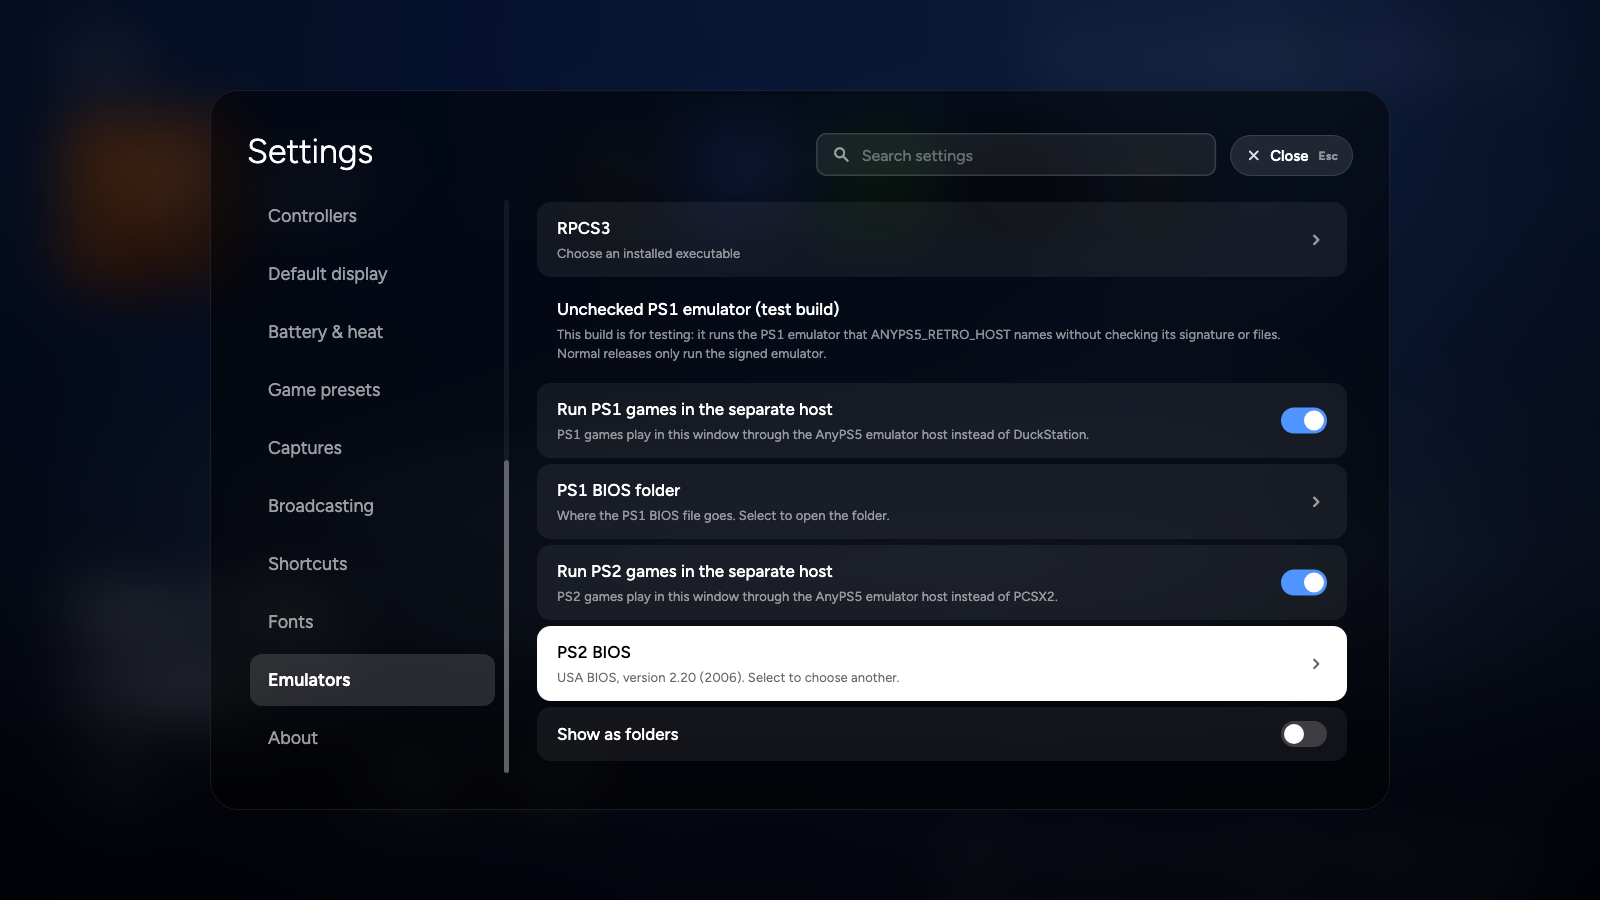 Settings
Search settings
Close Esc
Controllers
Default display
Battery & heat
Game presets
Captures
Broadcasting
Shortcuts
Fonts
Emulators
About
RPCS3
Choose an installed executable
Unchecked PS1 emulator (test build)
This build is for testing: it runs the PS1 emulator that ANYPS5_RETRO_HOST names without checking its signature or files.
Normal releases only run the signed emulator.
Run PS1 games in the separate host
PS1 games play in this window through the AnyPS5 emulator host instead of DuckStation.
PS1 BIOS folder
Where the PS1 BIOS file goes. Select to open the folder.
Run PS2 games in the separate host
PS2 games play in this window through the AnyPS5 emulator host instead of PCSX2.
PS2 BIOS
USA BIOS, version 2.20 (2006). Select to choose another.
Show as folders